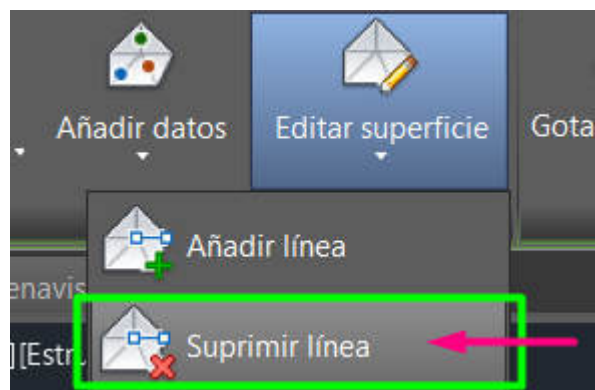 Añadir datos
Editar superficie
Gota
Añadir línea
enavis
Suprimir línea
][Estr